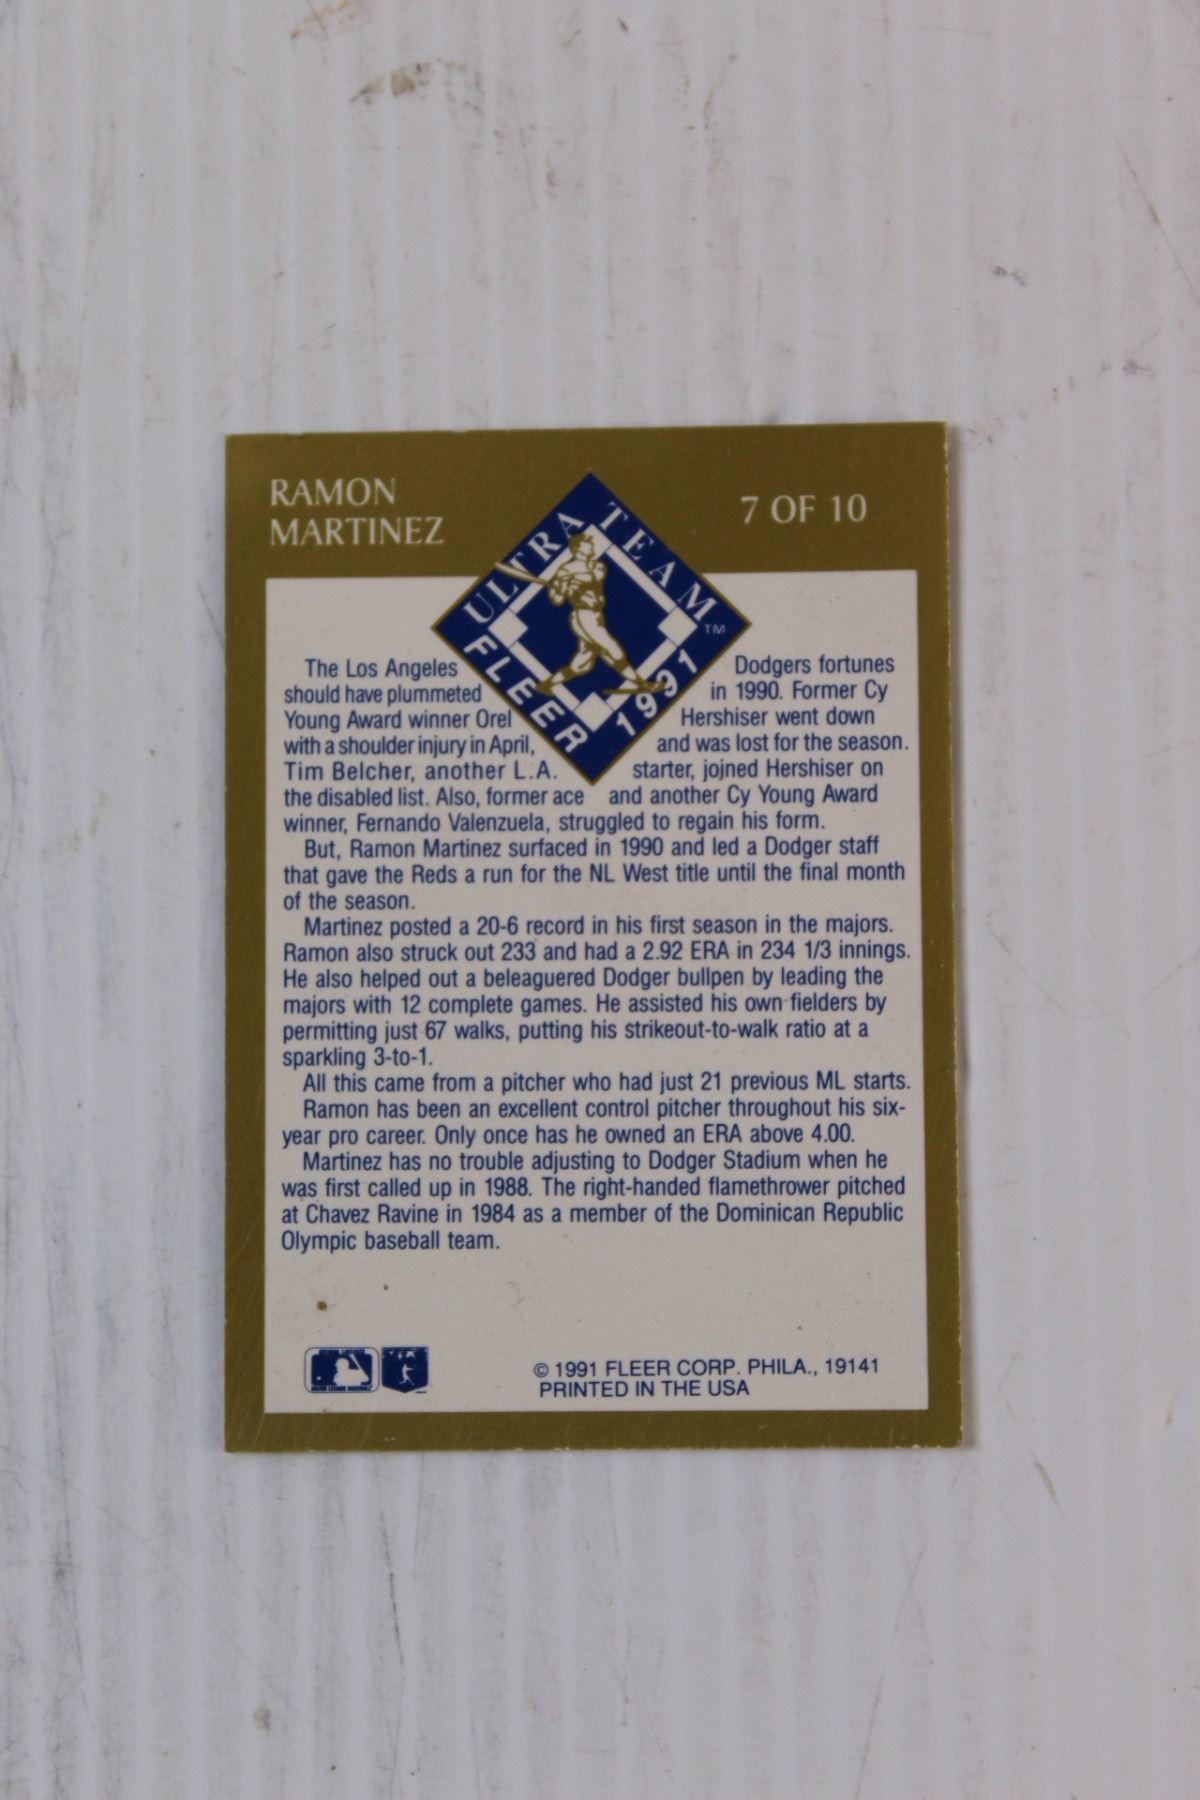 RAMON
MARTINEZ
7 OF 10
ULTRA TEAM TM
FLEER 1991
The Los Angeles Dodgers fortunes
should have plummeted in 1990. Former Cy
Young Award winner Orel Hershiser went down
with a shoulder injury in April, and was lost for the season.
Tim Belcher, another L.A. starter, joined Hershiser on
the disabled list. Also, former ace and another Cy Young Award
winner, Fernando Valenzuela, struggled to regain his form.
But, Ramon Martinez surfaced in 1990 and led a Dodger staff
that gave the Reds a run for the NL West title until the final month
of the season.
Martinez posted a 20-6 record in his first season in the majors.
Ramon also struck out 233 and had a 2.92 ERA in 234 1/3 innings.
He also helped out a beleaguered Dodger bullpen by leading the
majors with 12 complete games. He assisted his own fielders by
permitting just 67 walks, putting his strikeout-to-walk ratio at a
sparkling 3-to-1.
All this came from a pitcher who had just 21 previous ML starts.
Ramon has been an excellent control pitcher throughout his six-
year pro career. Only once has he owned an ERA above 4.00.
Martinez has no trouble adjusting to Dodger Stadium when he
was first called up in 1988. The right-handed flamethrower pitched
at Chavez Ravine in 1984 as a member of the Dominican Republic
Olympic baseball team.
© 1991 FLEER CORP. PHILA., 19141
PRINTED IN THE USA